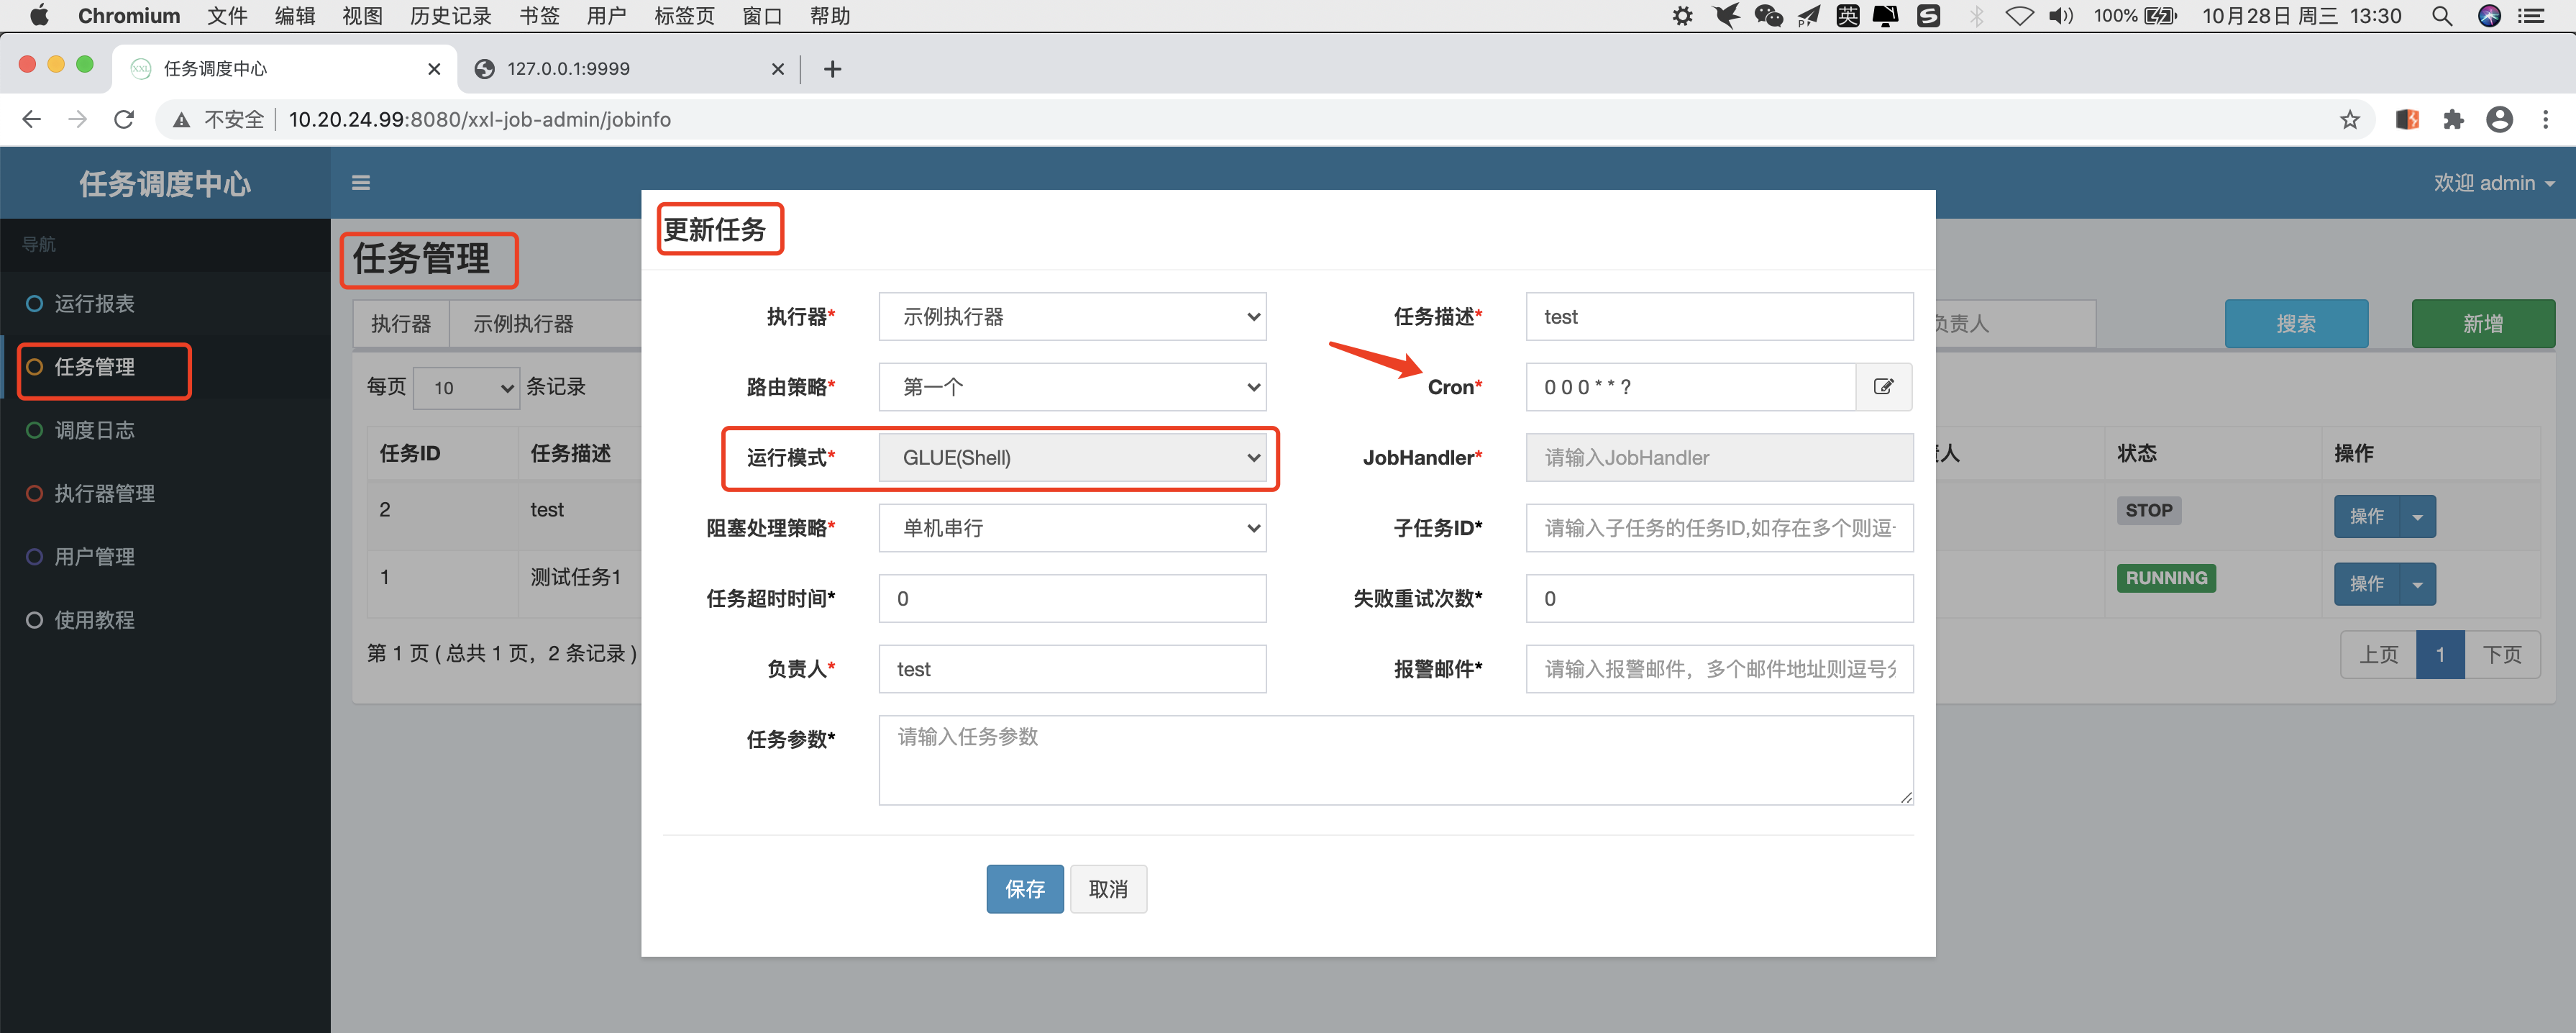 Chromium 文件 编辑 视图 历史记录 书签 用户 标签页 窗口 帮助 英 100% 10月28日 周三 13:30
任务调度中心 127.0.0.1:9999
不安全 10.20.24.99:8080/xxl-job-admin/jobinfo
任务调度中心 欢迎 admin
导航
运行报表
任务管理
调度日志
执行器管理
用户管理
使用教程
任务管理
执行器 示例执行器 负责人 搜索 新增
每页 10 条记录
任务ID 任务描述 人 状态 操作
2 test STOP 操作
1 测试任务1 RUNNING 操作
第 1 页 ( 总共 1 页，2 条记录 ) 上页 1 下页
更新任务
执行器* 示例执行器 任务描述* test
路由策略* 第一个 Cron* 0 0 0 * * ?
运行模式* GLUE(Shell) JobHandler* 请输入JobHandler
阻塞处理策略* 单机串行 子任务ID* 请输入子任务的任务ID,如存在多个则逗
任务超时时间* 0 失败重试次数* 0
负责人* test 报警邮件* 请输入报警邮件，多个邮件地址则逗号分
任务参数* 请输入任务参数
保存 取消